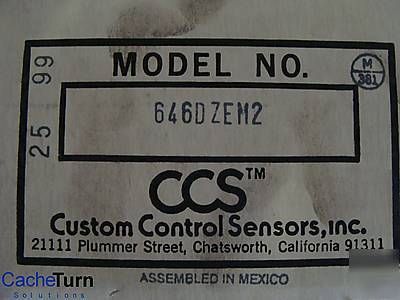 25 99
MODEL NO.
M
381
646DZEM2
CCS™
Custom Control Sensors, Inc.
21111 Plummer Street, Chatsworth, California 91311
ASSEMBLED IN MEXICO
CacheTurn
Solutions